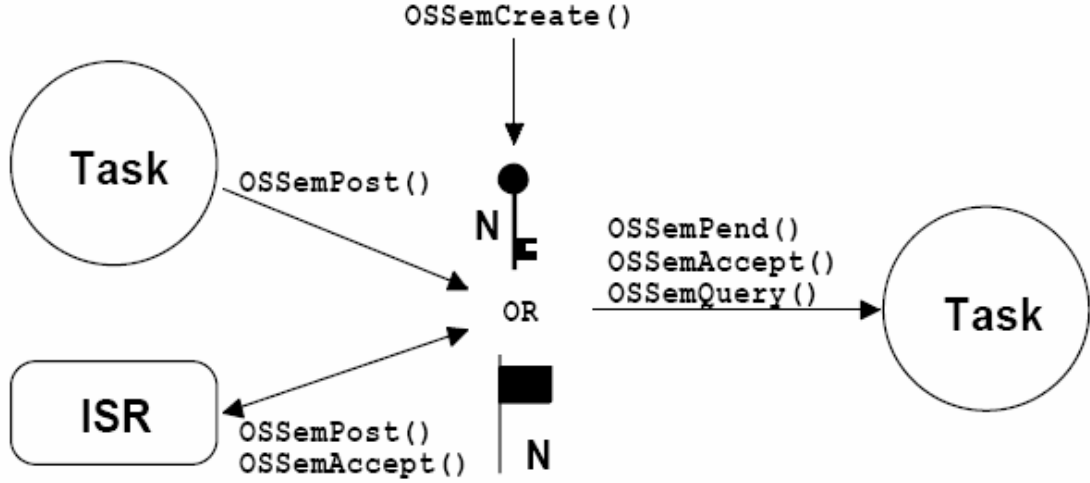 OSSemCreate()
Task
OSSemPost()
N
OSSemPend()
OSSemAccept()
OSSemQuery()
OR
Task
ISR
OSSemPost()
OSSemAccept()
N